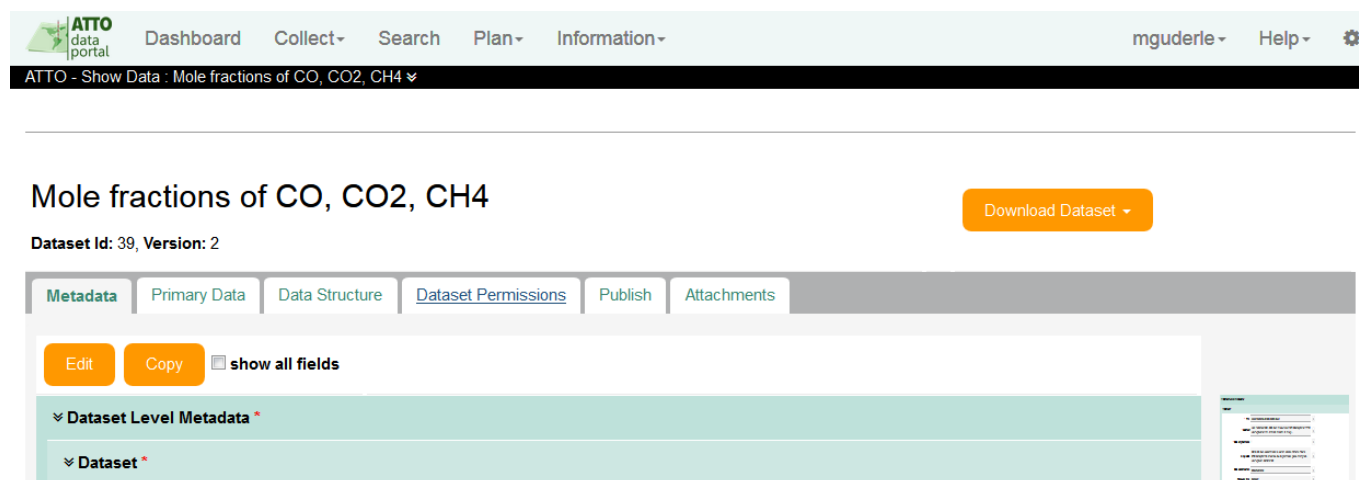 ATTO
data
portal
Dashboard Collect Search Plan Information mguderle Help
ATTO - Show Data : Mole fractions of CO, CO2, CH4
Mole fractions of CO, CO2, CH4
Download Dataset
Dataset Id: 39, Version: 2
Metadata Primary Data Data Structure Dataset Permissions Publish Attachments
Edit Copy show all fields
Dataset Level Metadata *
Dataset *